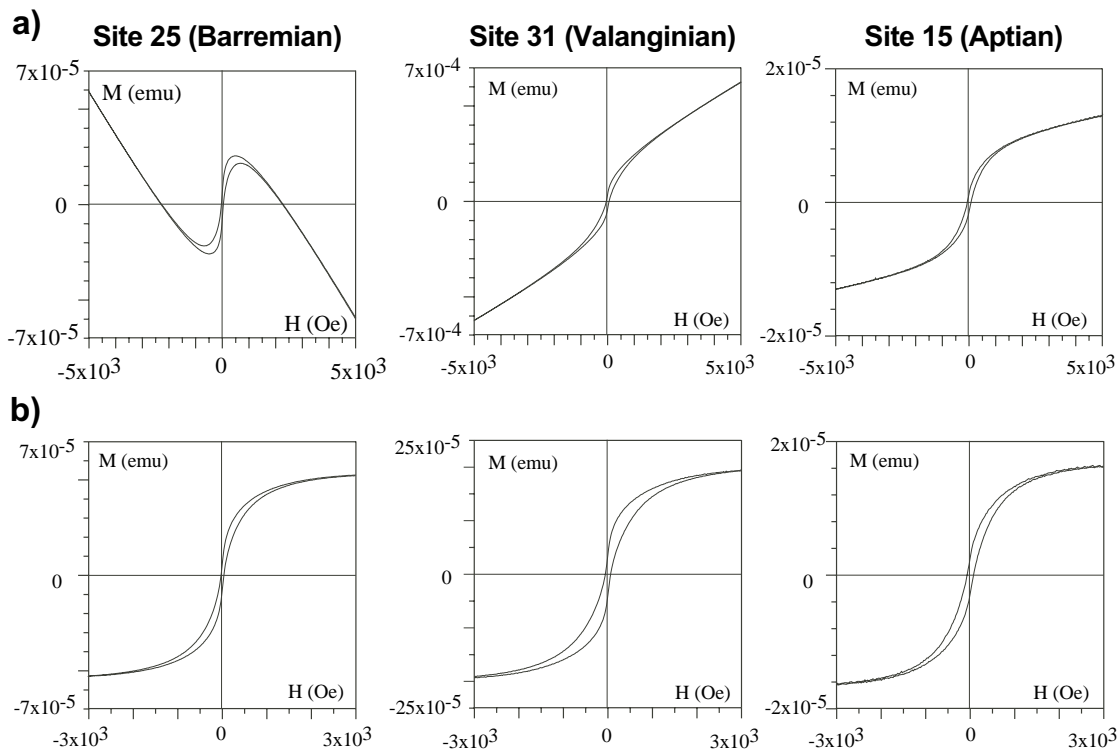 a)
Site 25 (Barremian)
Site 31 (Valanginian)
Site 15 (Aptian)
7x10-5
M (emu)
0
H (Oe)
-7x10-5
-5x103
0
5x103
7x10-4
M (emu)
0
H (Oe)
-7x10-4
-5x103
0
5x103
2x10-5
M (emu)
0
H (Oe)
-2x10-5
-5x103
0
5x103
b)
7x10-5
M (emu)
0
H (Oe)
-7x10-5
-3x103
0
3x103
25x10-5
M (emu)
0
H (Oe)
-25x10-5
-3x103
0
3x103
2x10-5
M (emu)
0
H (Oe)
-2x10-5
-3x103
0
3x103